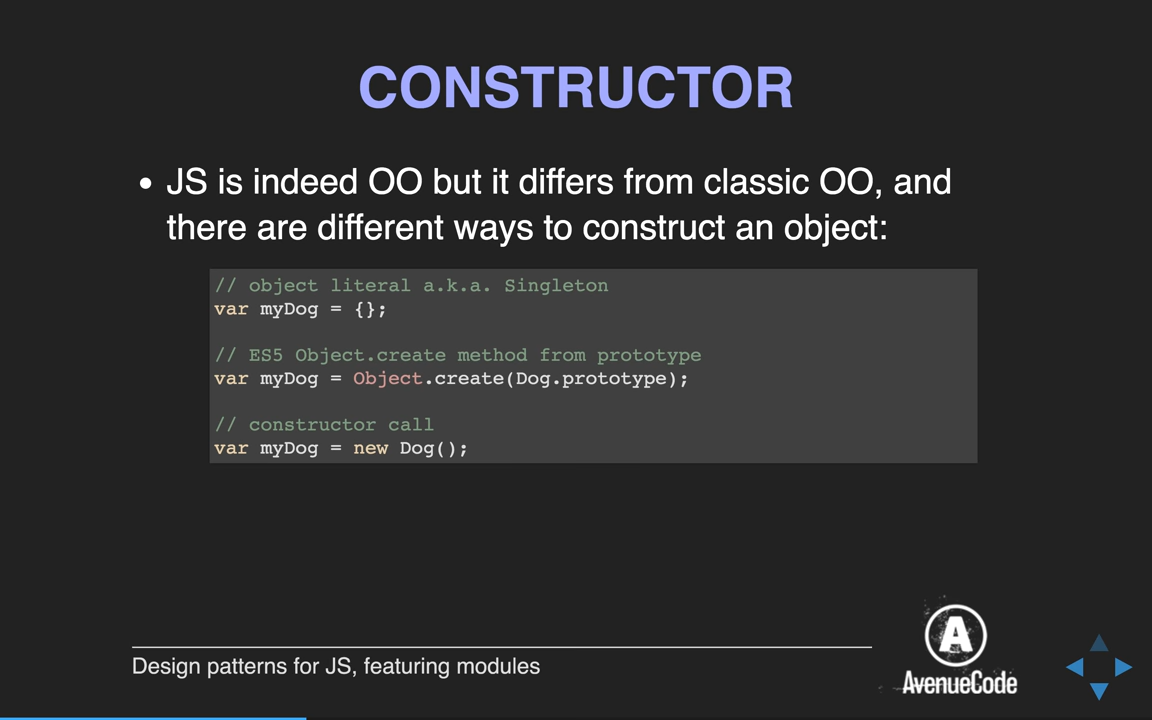 CONSTRUCTOR
• JS is indeed OO but it differs from classic OO, and
there are different ways to construct an object:
// object literal a.k.a. Singleton
var myDog = {};
// ES5 Object.create method from prototype
var myDog = Object.create(Dog.prototype);
// constructor call
var myDog = new Dog();
Design patterns for JS, featuring modules
A
AvenueCode